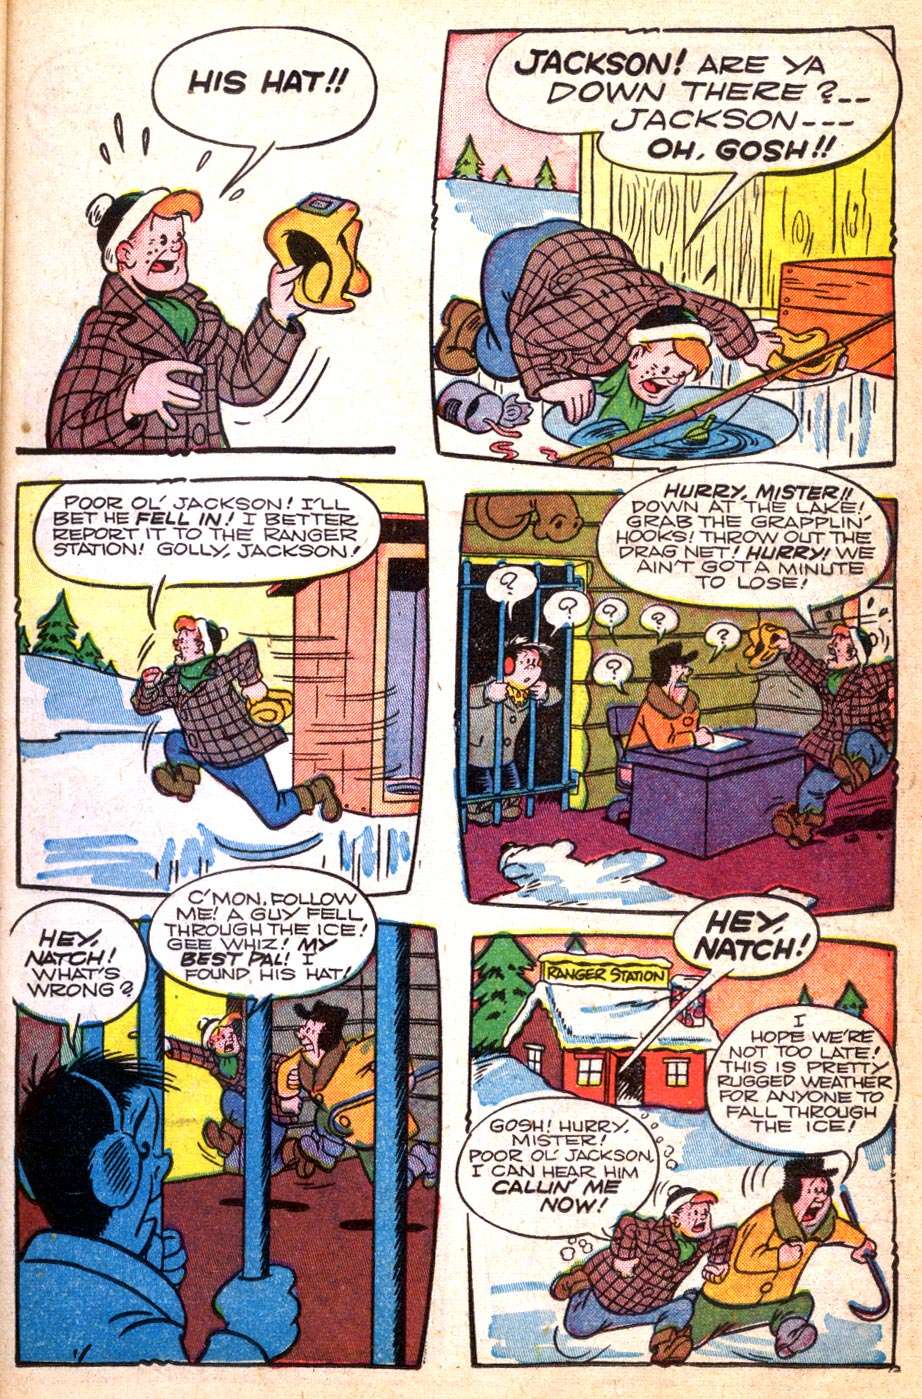 HIS HAT!!
JACKSON! ARE YA
DOWN THERE?--
JACKSON---
OH, GOSH!!
POOR OL' JACKSON! I'LL
BET HE FELL IN! I BETTER
REPORT IT TO THE RANGER
STATION! GOLLY, JACKSON!
HURRY, MISTER!!
DOWN AT THE LAKE!
GRAB THE GRAPPLIN'
HOOKS! THROW OUT THE
DRAG NET! HURRY! WE
AIN'T GOT A MINUTE
TO LOSE!
?
?
?
?
?
?
HEY,
NATCH!
WHAT'S
WRONG?
C'MON, FOLLOW
ME! A GUY FELL
THROUGH THE ICE!
GEE WHIZ! MY
BEST PAL! I
FOUND HIS HAT!
HEY,
NATCH!
RANGER STATION
I
HOPE WE'RE
NOT TOO LATE!
THIS IS PRETTY
RUGGED WEATHER
FOR ANYONE TO
FALL THROUGH
THE ICE!
GOSH! HURRY,
MISTER!
POOR OL' JACKSON.
I CAN HEAR HIM
CALLIN' ME
NOW!